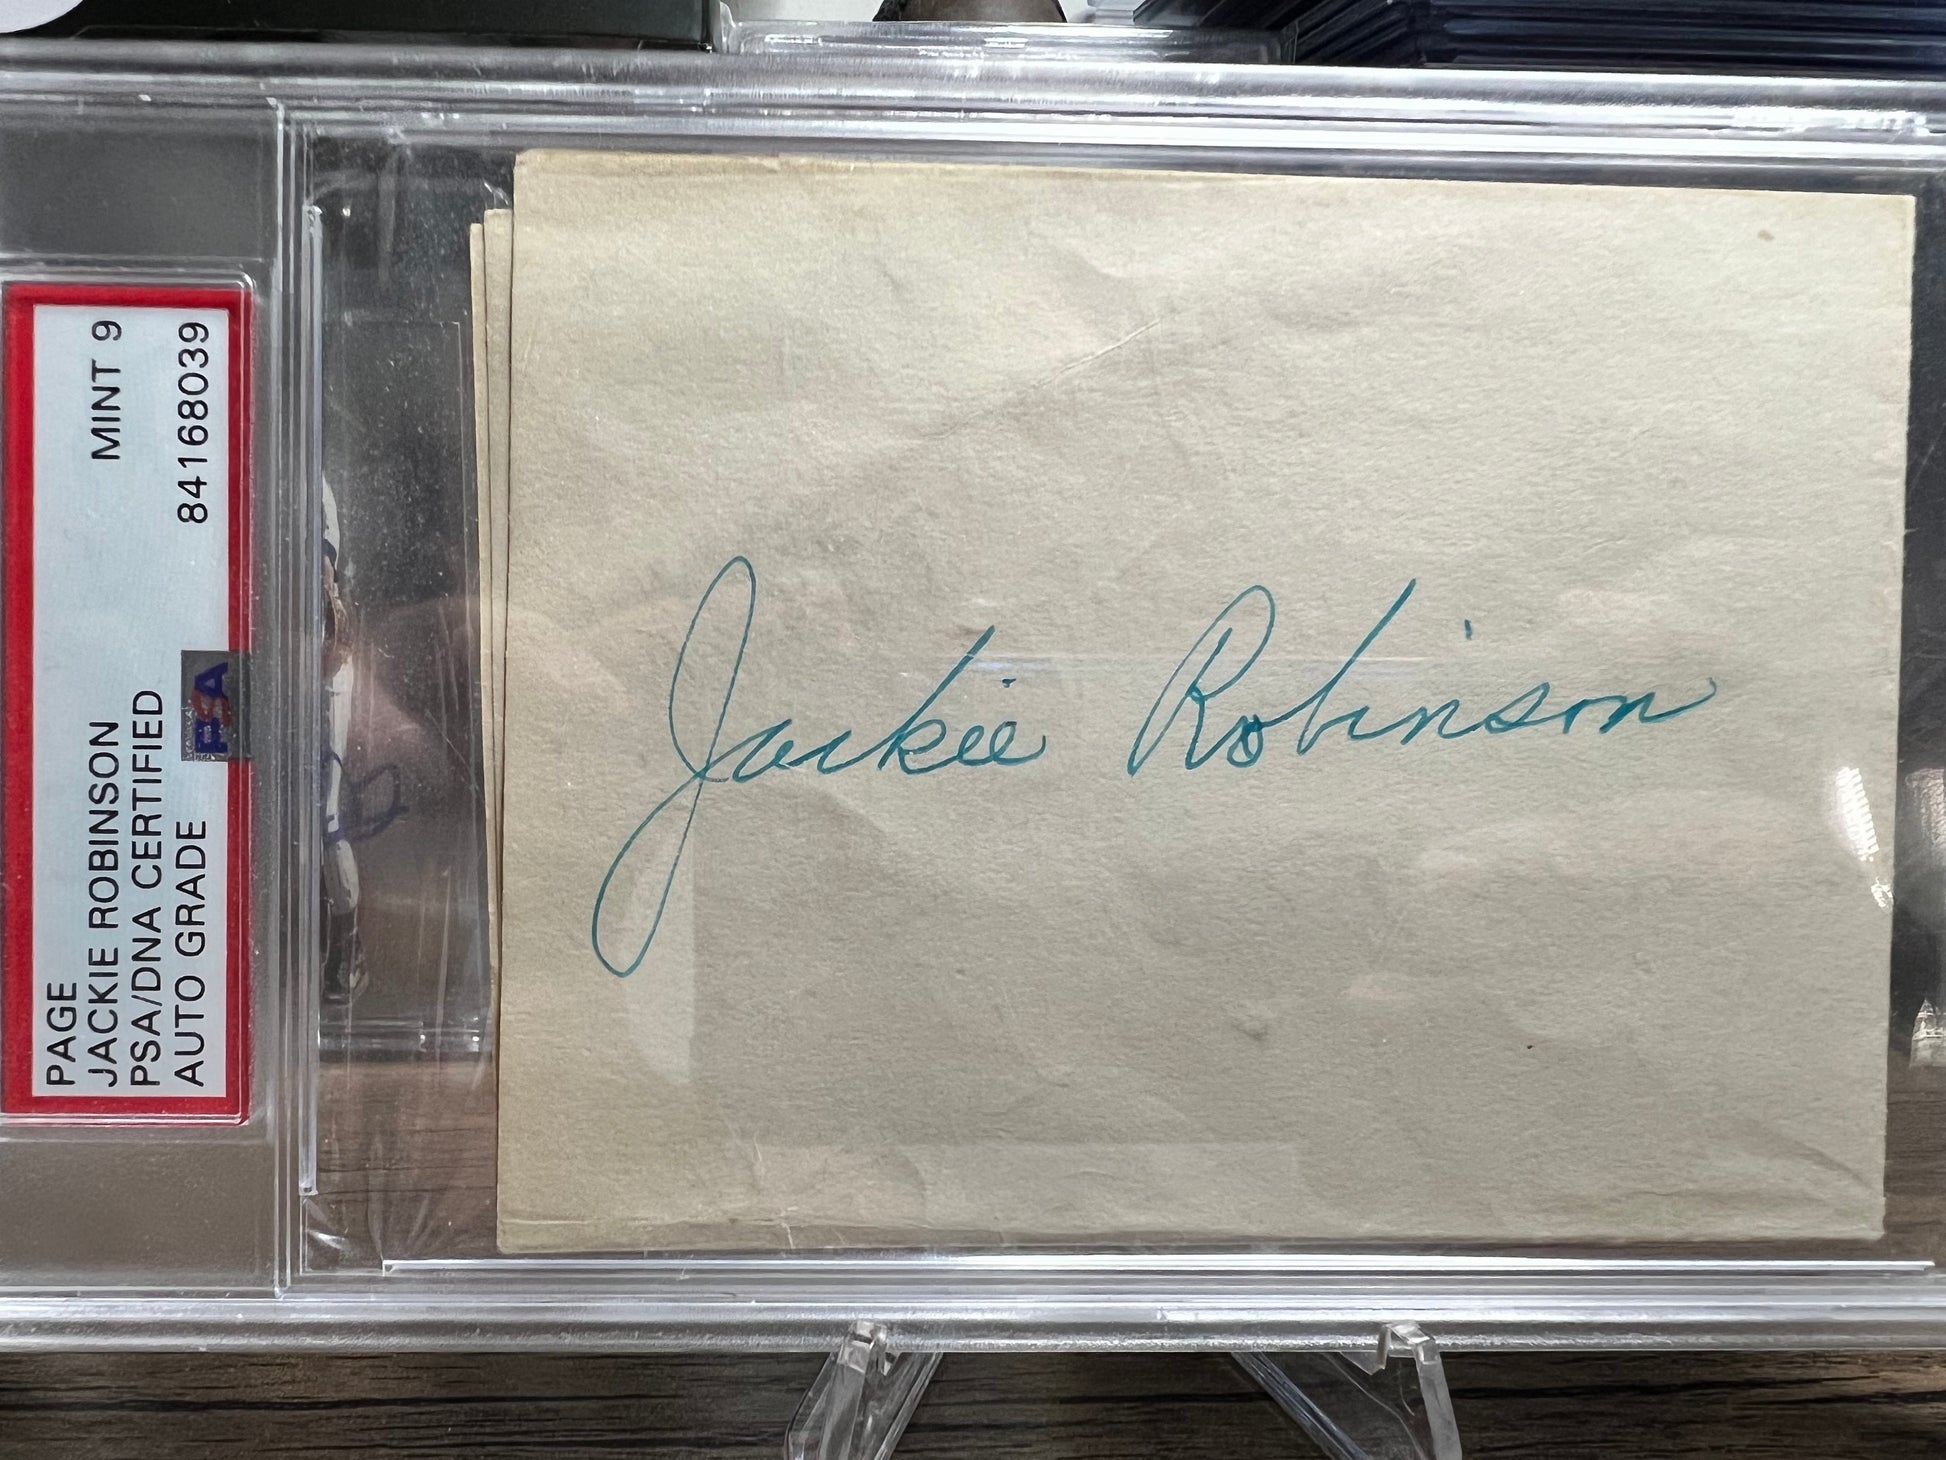 PAGE MINT 9
JACKIE ROBINSON
PSA/DNA CERTIFIED
AUTO GRADE 84168039
PSA
Jackie Robinson